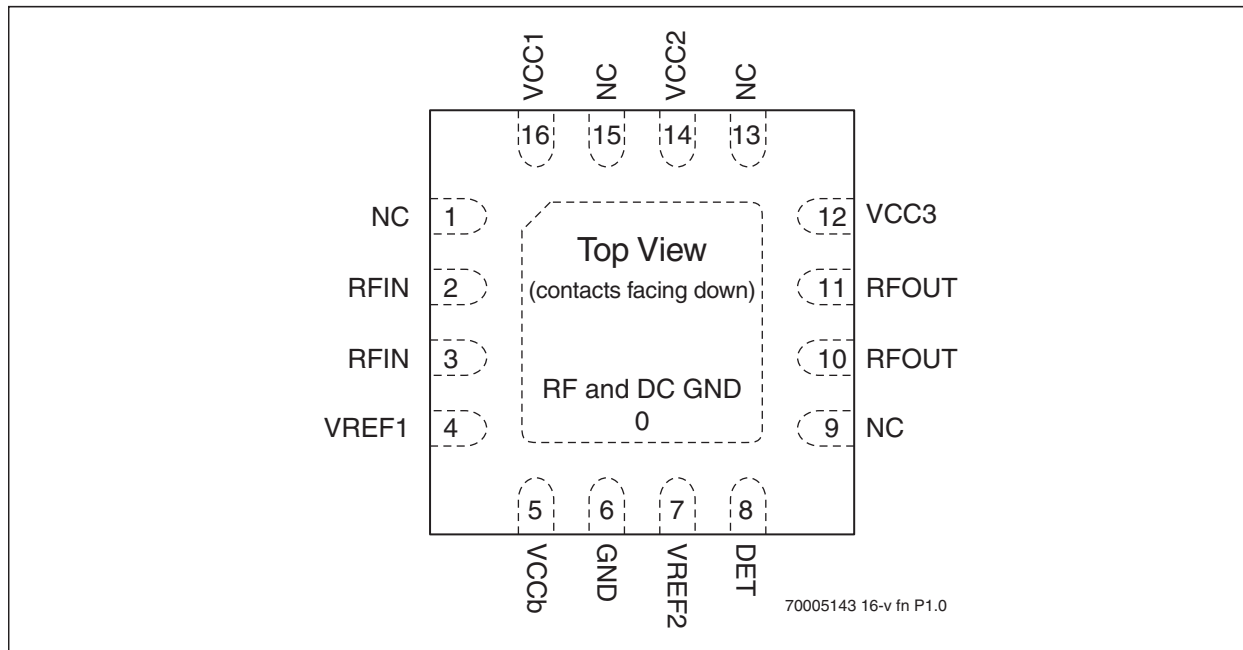 VCC1
NC
VCC2
NC
16
15
14
13
NC 1
RFIN 2
RFIN 3
VREF1 4
12 VCC3
11 RFOUT
10 RFOUT
9 NC
Top View
(contacts facing down)
RF and DC GND
0
5
6
7
8
VCCb
GND
VREF2
DET
70005143 16-v fn P1.0